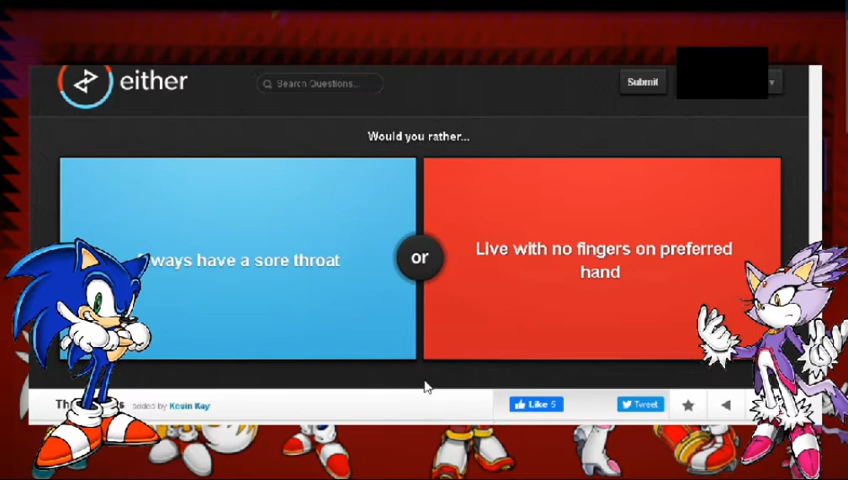 either
Search Questions...
Submit
Would you rather...
have a sore throat
or
Live with no fingers on preferred
hand
added by Kevin Kay
Like 5
Tweet